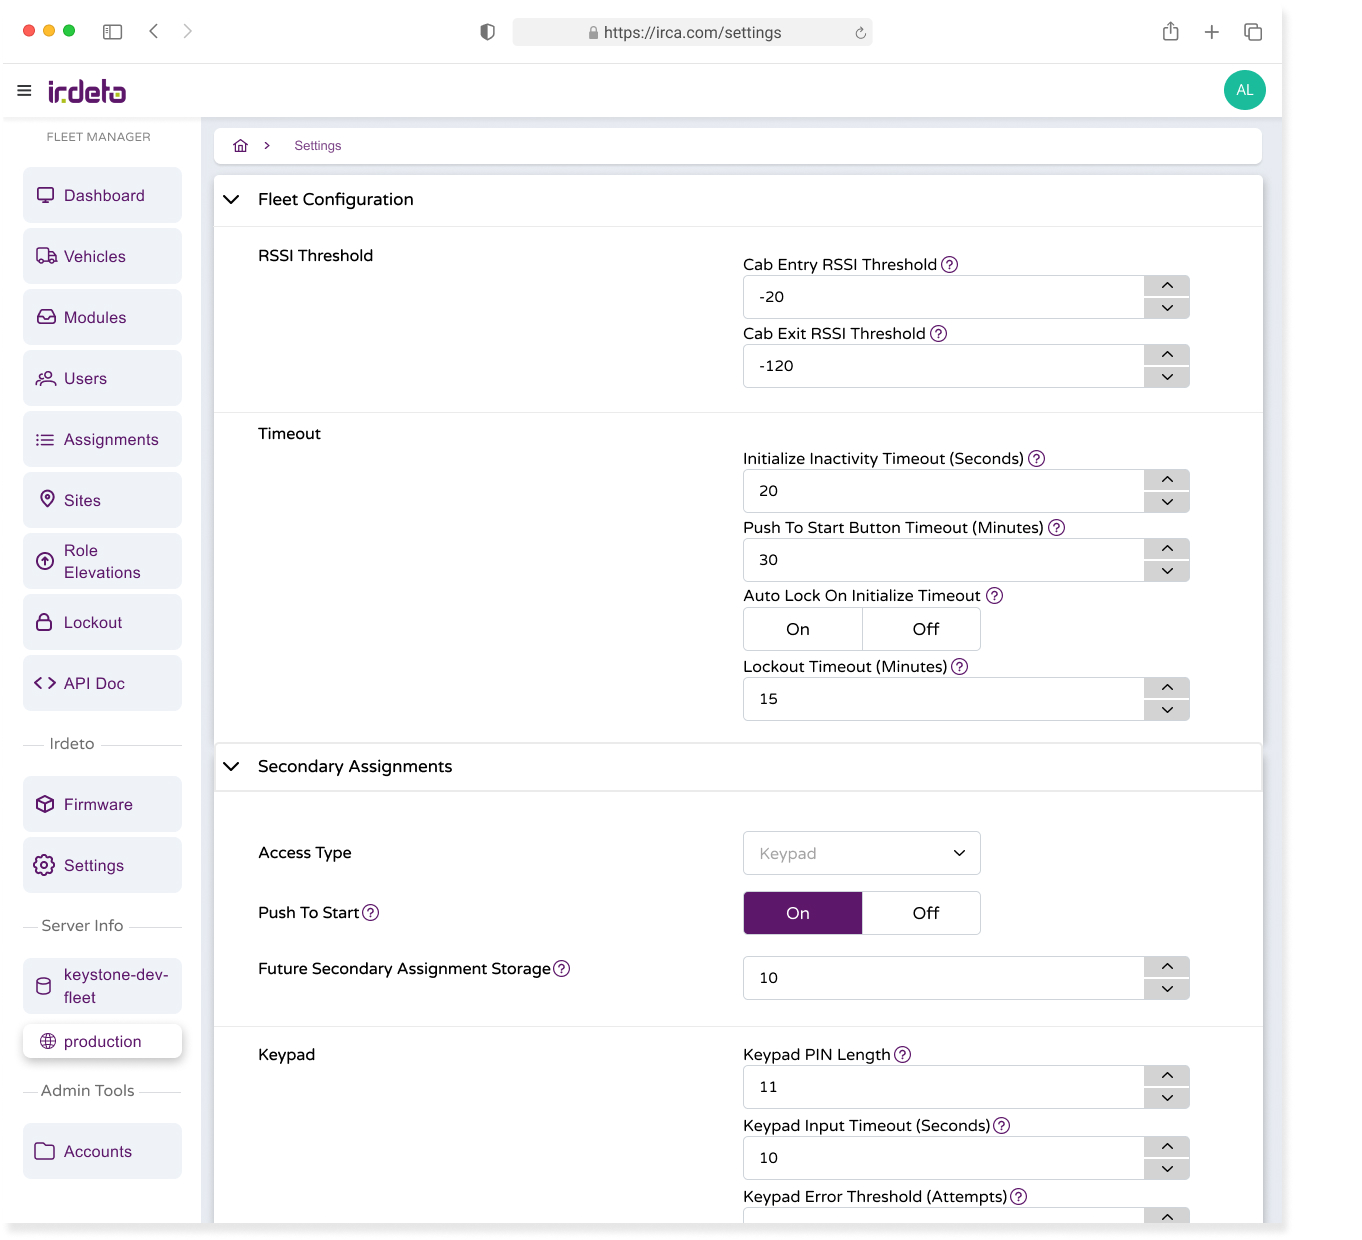 https://irca.com/settings
irdeto
AL
FLEET MANAGER
Dashboard
Vehicles
Modules
Users
Assignments
Sites
Role
Elevations
Lockout
API Doc
Irdeto
Firmware
Settings
Server Info
keystone-dev-
fleet
production
Admin Tools
Accounts
Settings
Fleet Configuration
RSSI Threshold
Cab Entry RSSI Threshold ?
-20
Cab Exit RSSI Threshold ?
-120
Timeout
Initialize Inactivity Timeout (Seconds) ?
20
Push To Start Button Timeout (Minutes) ?
30
Auto Lock On Initialize Timeout ?
On Off
Lockout Timeout (Minutes) ?
15
Secondary Assignments
Access Type
Keypad
Push To Start ?
On Off
Future Secondary Assignment Storage ?
10
Keypad
Keypad PIN Length ?
11
Keypad Input Timeout (Seconds) ?
10
Keypad Error Threshold (Attempts) ?